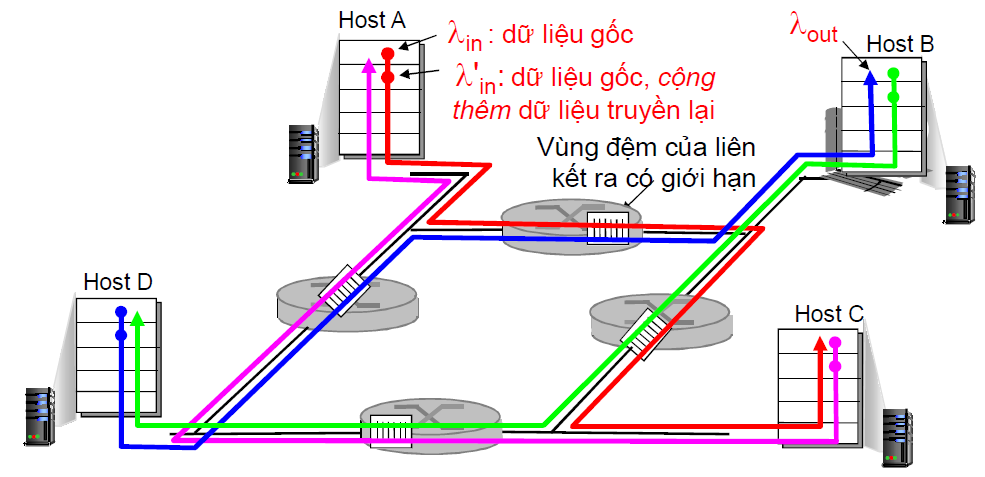 Host A
λin : dữ liệu gốc
λ'in: dữ liệu gốc, cộng
thêm dữ liệu truyền lại
λout
Host B
Vùng đệm của liên
kết ra có giới hạn
Host D
Host C